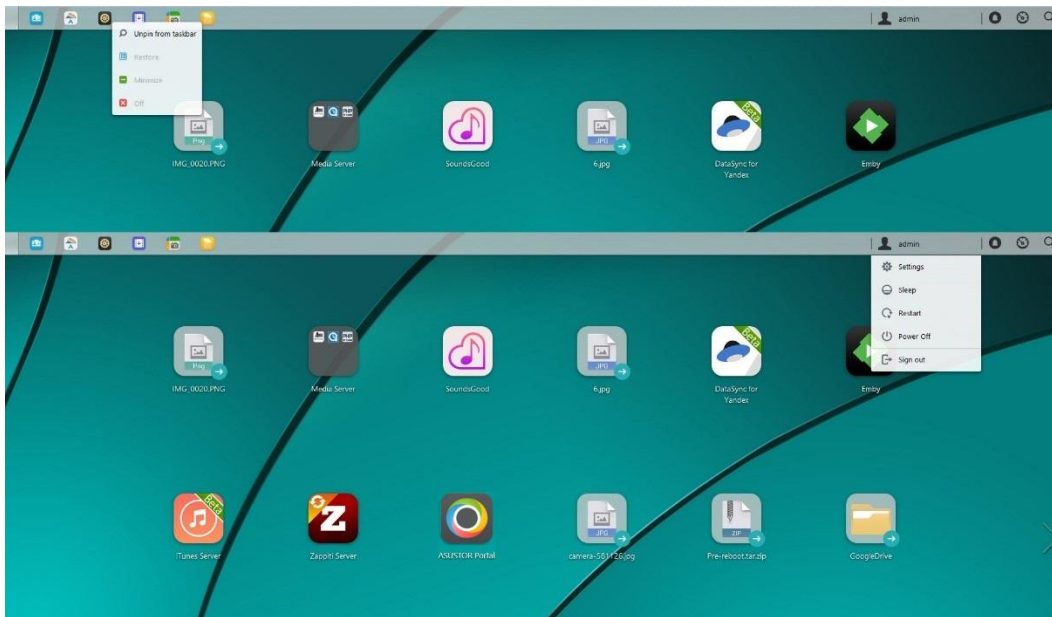 admin
Unpin from taskbar
Restore
Minimize
Off
Png
JPG
Beta
IMG_0020.PNG
Media Server
SoundsGood
6.jpg
DataSync for
Yandex
Emby
admin
Settings
Sleep
Restart
Power Off
Sign out
Png
JPG
Beta
IMG_0020.PNG
Media Server
SoundsGood
6.jpg
DataSync for
Yandex
Emby
Beta
Z
JPG
ZIP
iTunes Server
Zappiti Server
ASUSTOR Portal
camera-581126.jpg
Pre-reboot.tar.zip
GoogleDrive